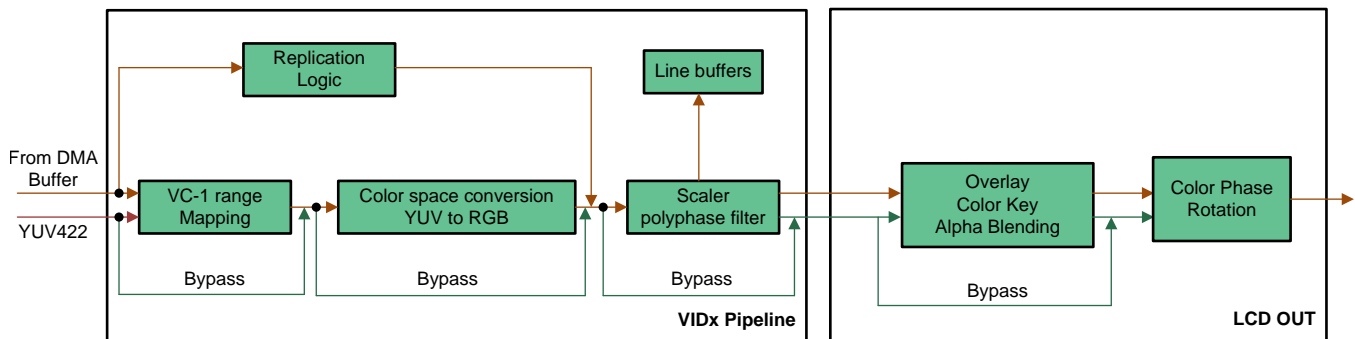 Replication
Logic
Line buffers
From DMA
Buffer
YUV422
VC-1 range
Mapping
Color space conversion
YUV to RGB
Scaler
polyphase filter
Overlay
Color Key
Alpha Blending
Color Phase
Rotation
Bypass
Bypass
Bypass
Bypass
VIDx Pipeline
LCD OUT